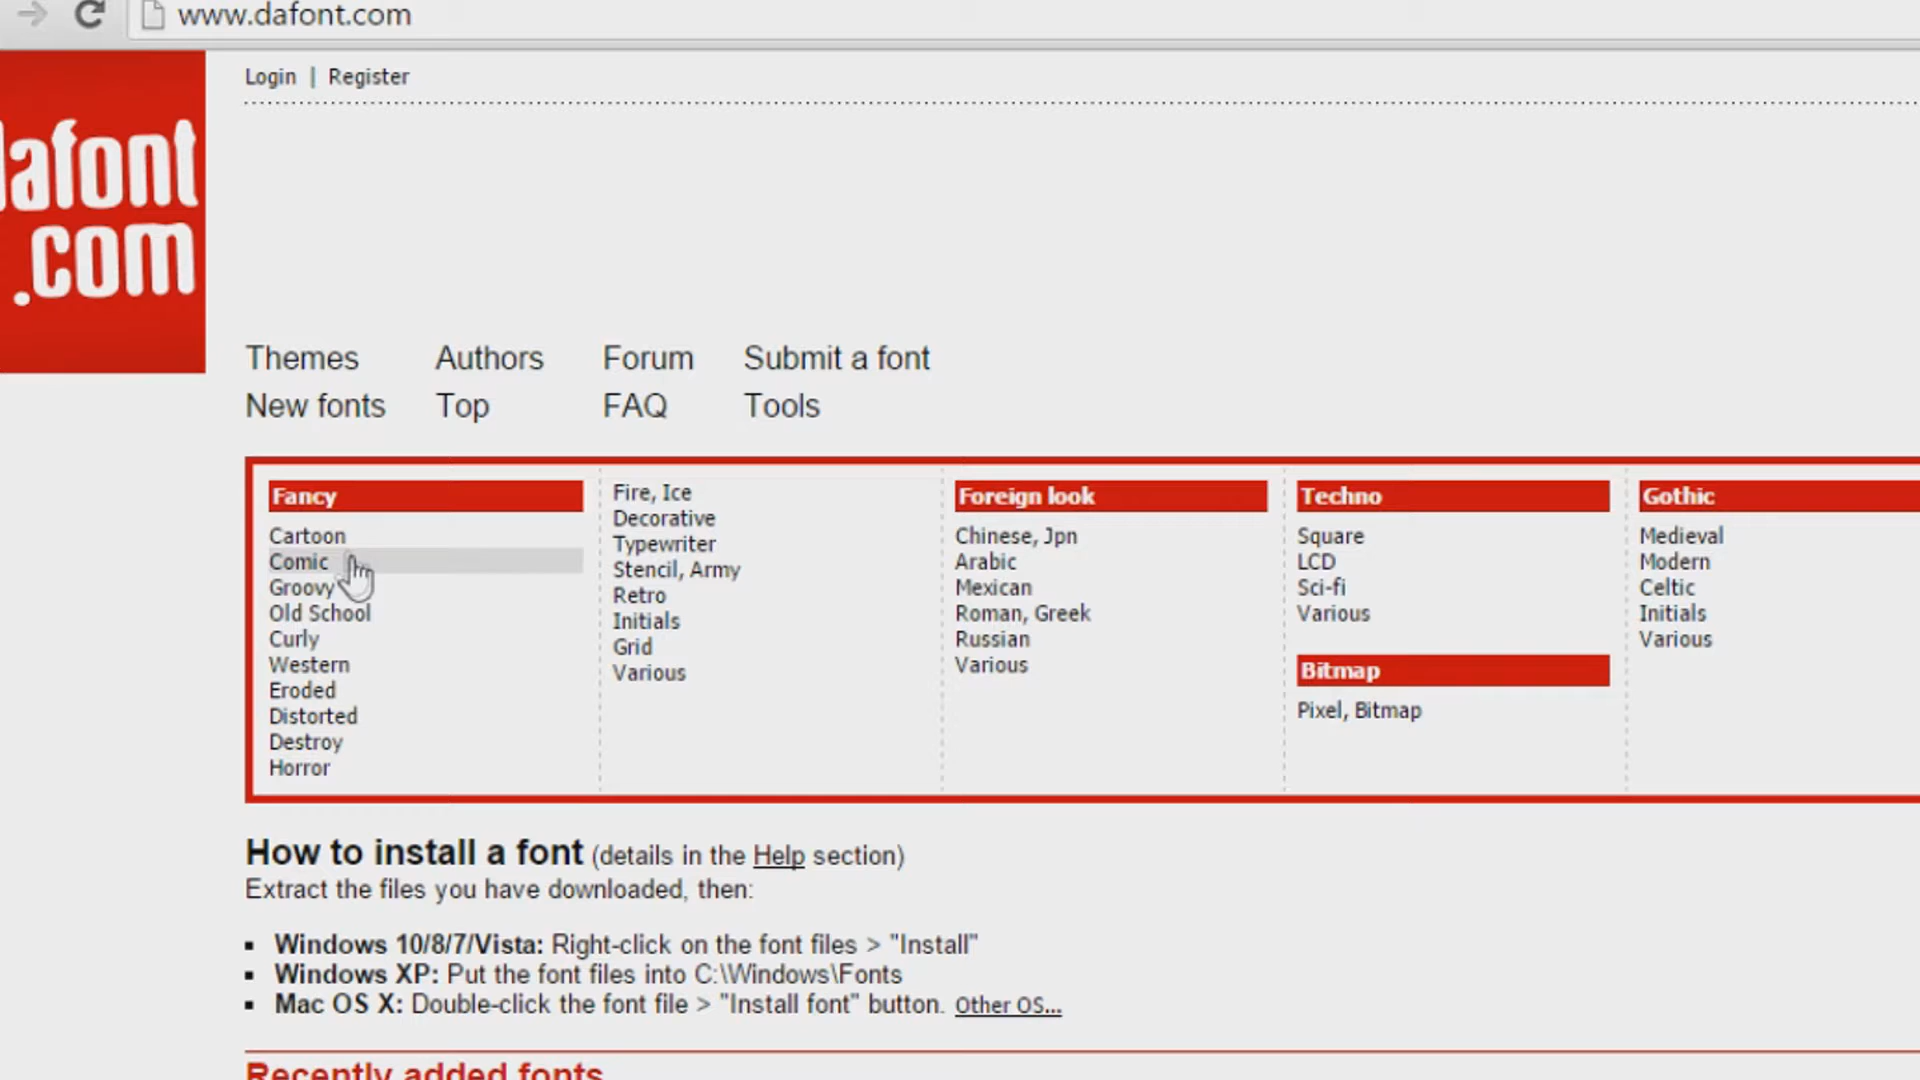 www.dafont.com
Login | Register
dafont
.com
Themes Authors Forum Submit a font
New fonts Top FAQ Tools
Fancy
Cartoon
Comic
Groovy
Old School
Curly
Western
Eroded
Distorted
Destroy
Horror
Fire, Ice
Decorative
Typewriter
Stencil, Army
Retro
Initials
Grid
Various
Foreign look
Chinese, Jpn
Arabic
Mexican
Roman, Greek
Russian
Various
Techno
Square
LCD
Sci-fi
Various
Bitmap
Pixel, Bitmap
Gothic
Medieval
Modern
Celtic
Initials
Various
How to install a font (details in the Help section)
Extract the files you have downloaded, then:
▪ Windows 10/8/7/Vista: Right-click on the font files > "Install"
▪ Windows XP: Put the font files into C:\Windows\Fonts
▪ Mac OS X: Double-click the font file > "Install font" button. Other OS...
Recently added fonts